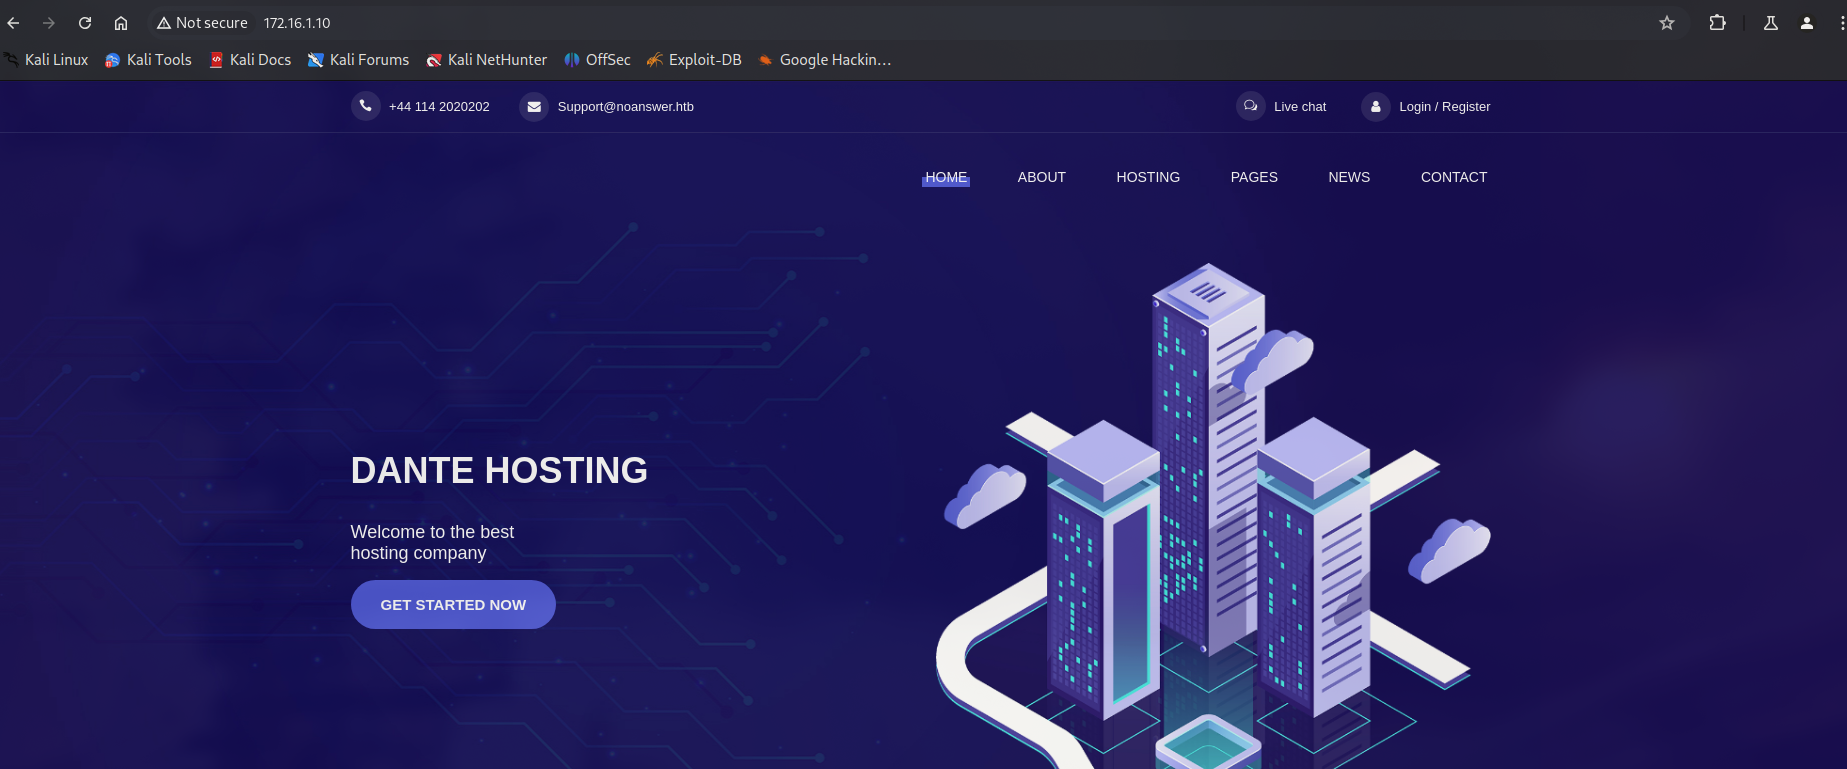 Not secure 172.16.1.10
Kali Linux Kali Tools Kali Docs Kali Forums Kali NetHunter OffSec Exploit-DB Google Hackin…
+44 114 2020202 Support@noanswer.htb Live chat Login / Register
HOME ABOUT HOSTING PAGES NEWS CONTACT
DANTE HOSTING
Welcome to the best
hosting company
GET STARTED NOW